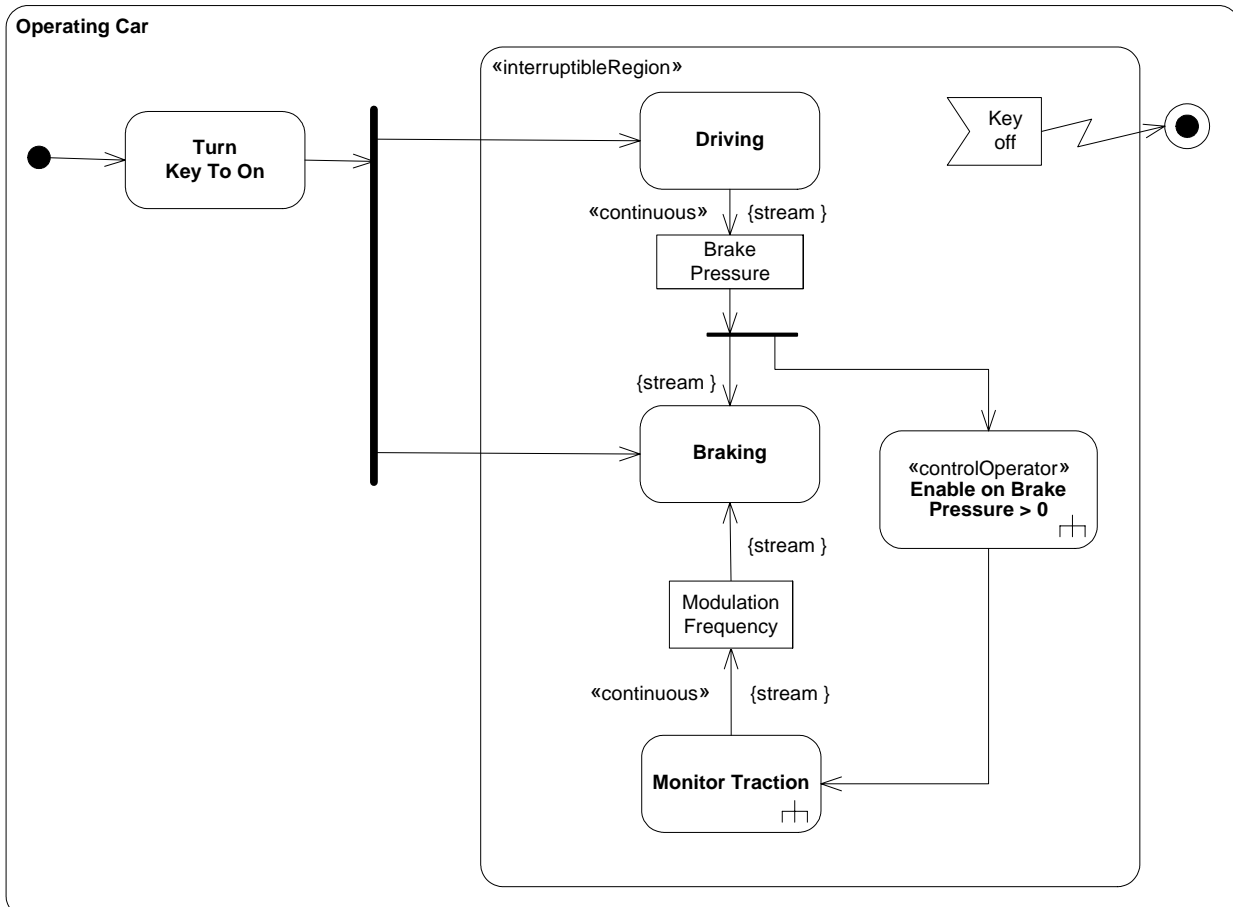 Operating Car
«interruptibleRegion»
Turn
Key To On
Driving
Key
off
«continuous»
{stream }
Brake
Pressure
{stream }
Braking
«controlOperator»
Enable on Brake
Pressure > 0
{stream }
Modulation
Frequency
«continuous»
{stream }
Monitor Traction